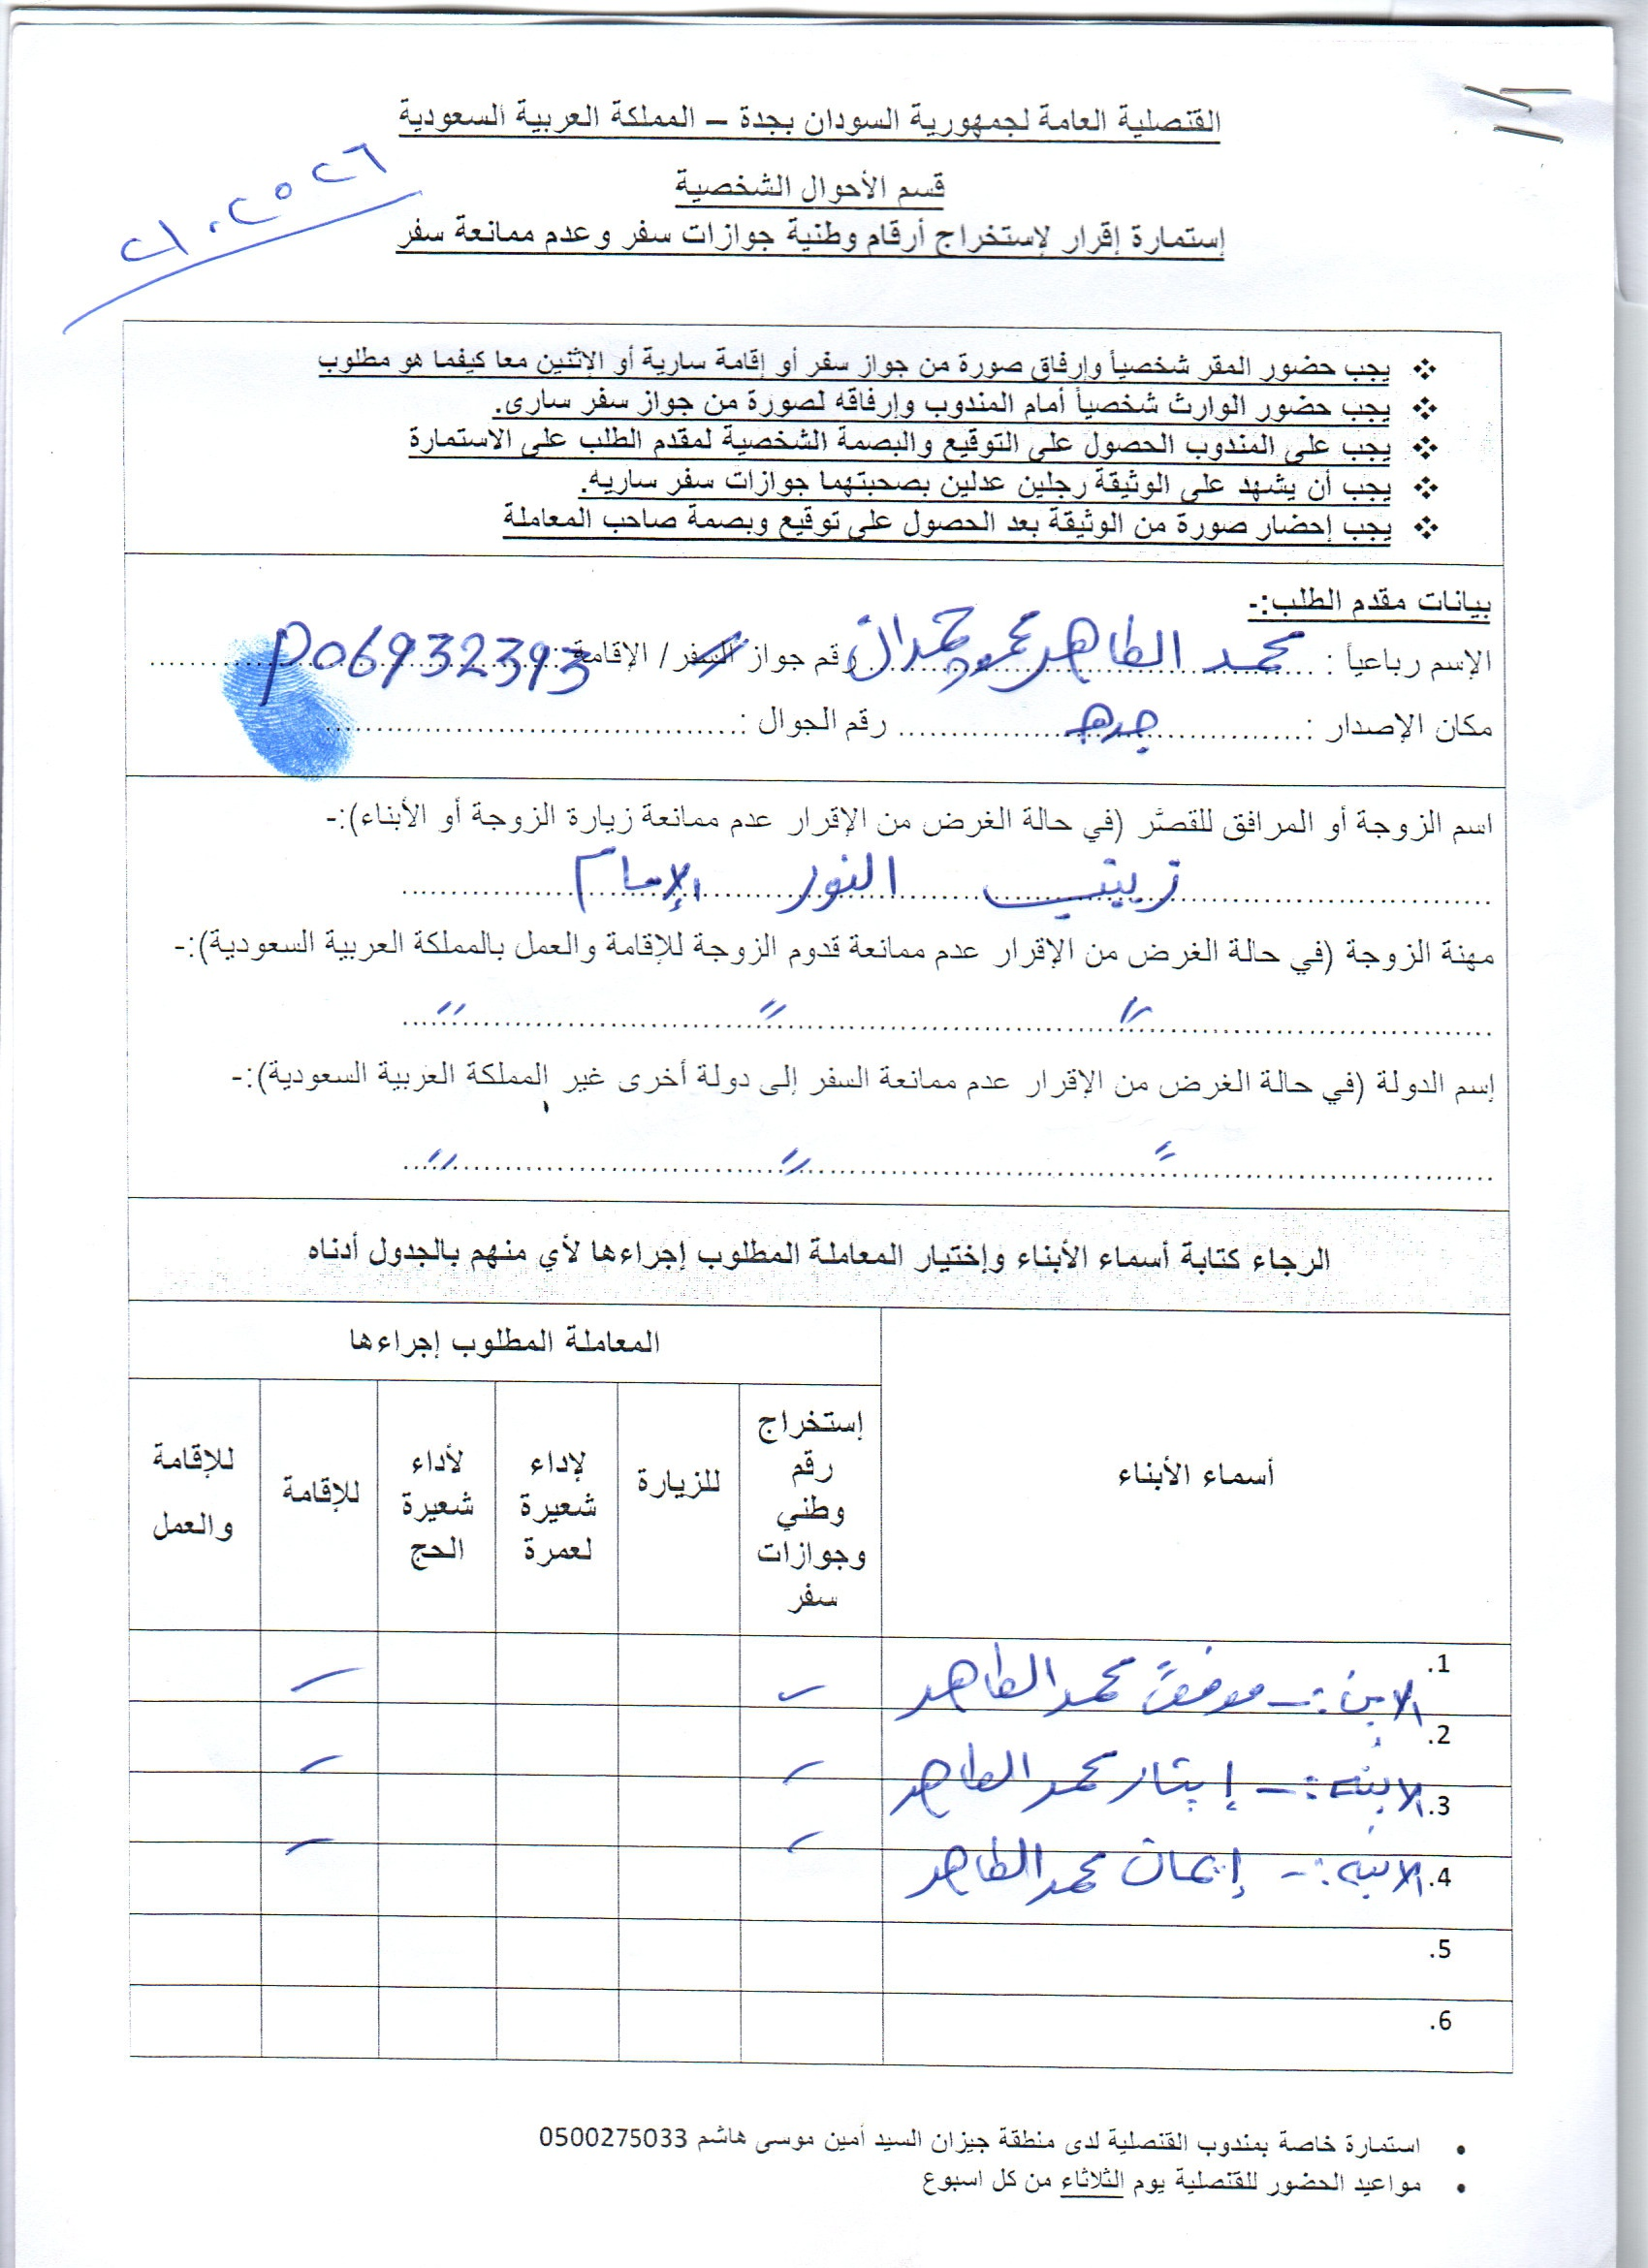 القنصلية العامة لجمهورية السودان بجدة – المملكة العربية السعودية
قسم الأحوال الشخصية
إستمارة إقرار لإستخراج أرقام وطنية جوازات سفر وعدم ممانعة سفر
❖ يجب حضور المقر شخصياً وإرفاق صورة من جواز سفر أو إقامة سارية أو الإثنين معا كيفما هو مطلوب
❖ يجب حضور الوارث شخصياً أمام المندوب وإرفاقه لصورة من جواز سفر سارى.
❖ يجب على المندوب الحصول على التوقيع والبصمة الشخصية لمقدم الطلب على الاستمارة
❖ يجب أن يشهد على الوثيقة رجلين عدلين بصحبتهما جوازات سفر ساريه.
❖ يجب إحضار صورة من الوثيقة بعد الحصول على توقيع وبصمة صاحب المعاملة
بيانات مقدم الطلب:-
الإسم رباعياً : محمد الطاهر حمدان رقم جواز السفر/ الإقامة P06932393
مكان الإصدار : جده رقم الجوال :
اسم الزوجة أو المرافق للقصّر (في حالة الغرض من الإقرار عدم ممانعة زيارة الزوجة أو الأبناء):-
زينب النور الإمام
مهنة الزوجة (في حالة الغرض من الإقرار عدم ممانعة قدوم الزوجة للإقامة والعمل بالمملكة العربية السعودية):-
〃 〃 〃
إسم الدولة (في حالة الغرض من الإقرار عدم ممانعة السفر إلى دولة أخرى غير المملكة العربية السعودية):-
〃 〃 〃
الرجاء كتابة أسماء الأبناء وإختيار المعاملة المطلوب إجراءها لأي منهم بالجدول أدناه
المعاملة المطلوب إجراءها
أسماء الأبناء
إستخراج رقم وطني وجوازات سفر
للزيارة
لإداء شعيرة لعمرة
لأداء شعيرة الحج
للإقامة
للإقامة والعمل
1.
الابن :- محمد الطاهر
2.
الابنه :- إيثار محمد الطاهر
3.
4. الابنه :- إيمان محمد الطاهر
5.
6.
• استمارة خاصة بمندوب القنصلية لدى منطقة جيزان السيد أمين موسى هاشم 0500275033
• مواعيد الحضور للقنصلية يوم الثلاثاء من كل اسبوع